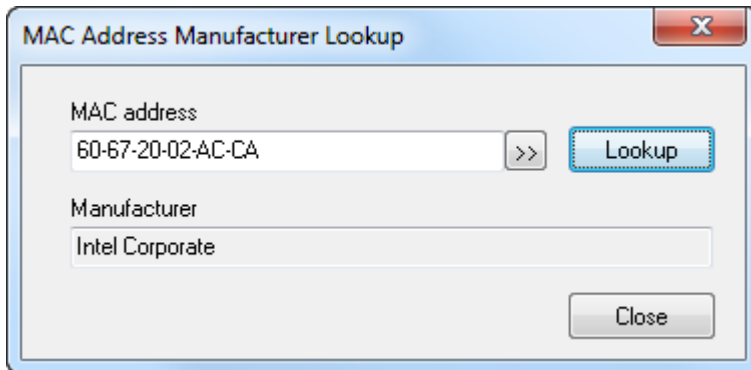 MAC Address Manufacturer Lookup
MAC address
60-67-20-02-AC-CA >> Lookup
Manufacturer
Intel Corporate
Close